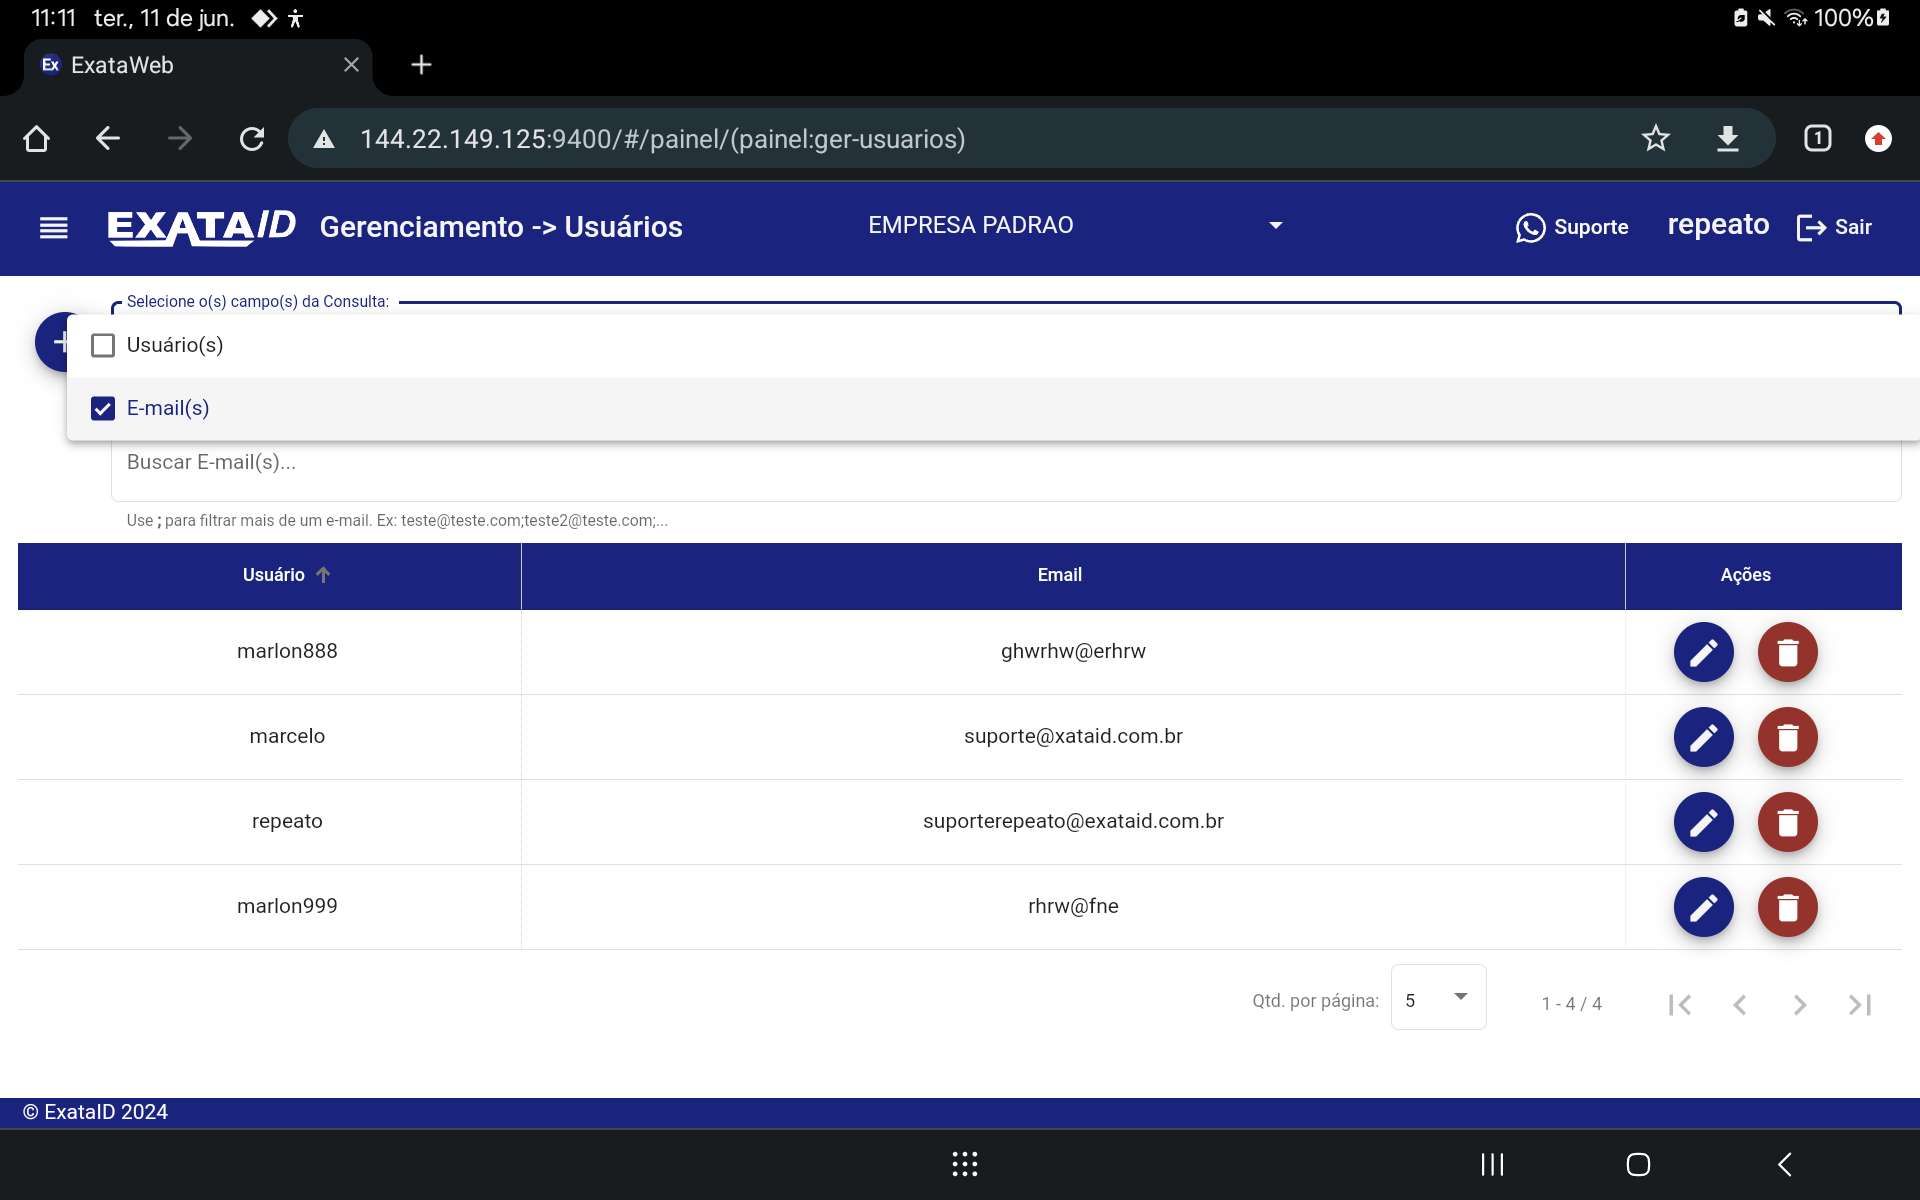 11:11 ter., 11 de jun. 100%
Ex ExataWeb
144.22.149.125:9400/#/painel/(painel:ger-usuarios) 1
EXATAID Gerenciamento -> Usuários EMPRESA PADRAO Suporte repeato Sair
Selecione o(s) campo(s) da Consulta:
Usuário(s)
E-mail(s)
Buscar E-mail(s)...
Use ; para filtrar mais de um e-mail. Ex: teste@teste.com;teste2@teste.com;...
Usuário Email Ações
marlon888 ghwrhw@erhrw
marcelo suporte@xataid.com.br
repeato suporterepeato@exataid.com.br
marlon999 rhrw@fne
Qtd. por página: 5 1 - 4 / 4
© ExataID 2024